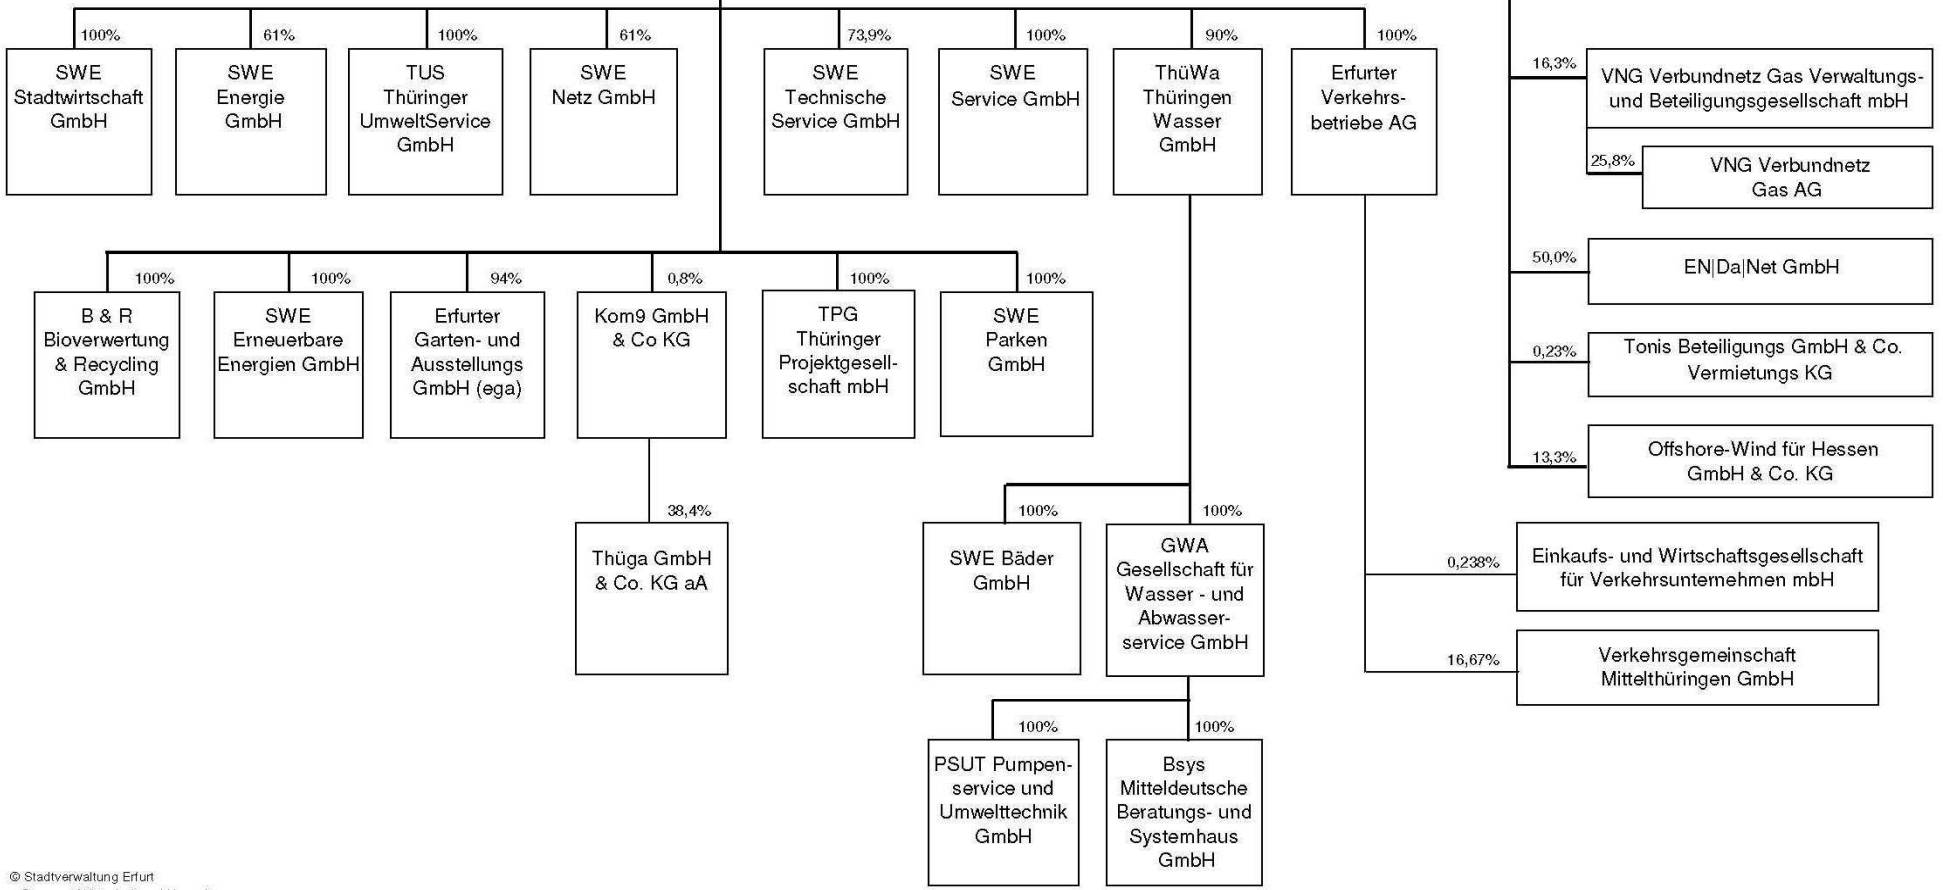 100%
SWE
Stadtwirtschaft
GmbH
61%
SWE
Energie
GmbH
100%
TUS
Thüringer
UmweltService
GmbH
61%
SWE
Netz GmbH
73,9%
SWE
Technische
Service GmbH
100%
SWE
Service GmbH
90%
ThüWa
Thüringen
Wasser
GmbH
100%
Erfurter
Verkehrs-
betriebe AG
16,3%
VNG Verbundnetz Gas Verwaltungs-
und Beteiligungsgesellschaft mbH
25,8%
VNG Verbundnetz
Gas AG
50,0%
EN|Da|Net GmbH
0,23%
Tonis Beteiligungs GmbH & Co.
Vermietungs KG
13,3%
Offshore-Wind für Hessen
GmbH & Co. KG
100%
B & R
Bioverwertung
& Recycling
GmbH
100%
SWE
Erneuerbare
Energien GmbH
94%
Erfurter
Garten- und
Ausstellungs
GmbH (ega)
0,8%
Kom9 GmbH
& Co KG
100%
TPG
Thüringer
Projektgesell-
schaft mbH
100%
SWE
Parken
GmbH
38,4%
Thüga GmbH
& Co. KG aA
100%
SWE Bäder
GmbH
100%
GWA
Gesellschaft für
Wasser - und
Abwasser-
service GmbH
0,238%
Einkaufs- und Wirtschaftsgesellschaft
für Verkehrsunternehmen mbH
16,67%
Verkehrsgemeinschaft
Mittelthüringen GmbH
100%
PSUT Pumpen-
service und
Umwelttechnik
GmbH
100%
Bsys
Mitteldeutsche
Beratungs- und
Systemhaus
GmbH
© Stadtverwaltung Erfurt